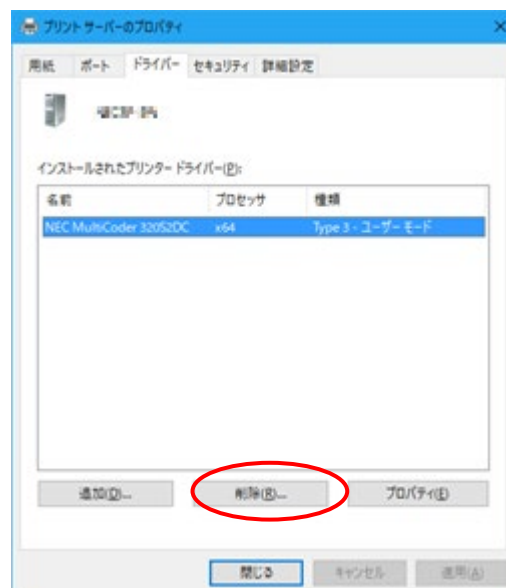 プリント サーバーのプロパティ
用紙 ポート ドライバー セキュリティ 詳細設定
インストールされたプリンター ドライバー(P):
名前 プロセッサ 種類
NEC MultiCoder 320S2DC x64 Type 3 - ユーザー モード
追加(D)... 削除(R)... プロパティ(E)
閉じる キャンセル 適用(A)